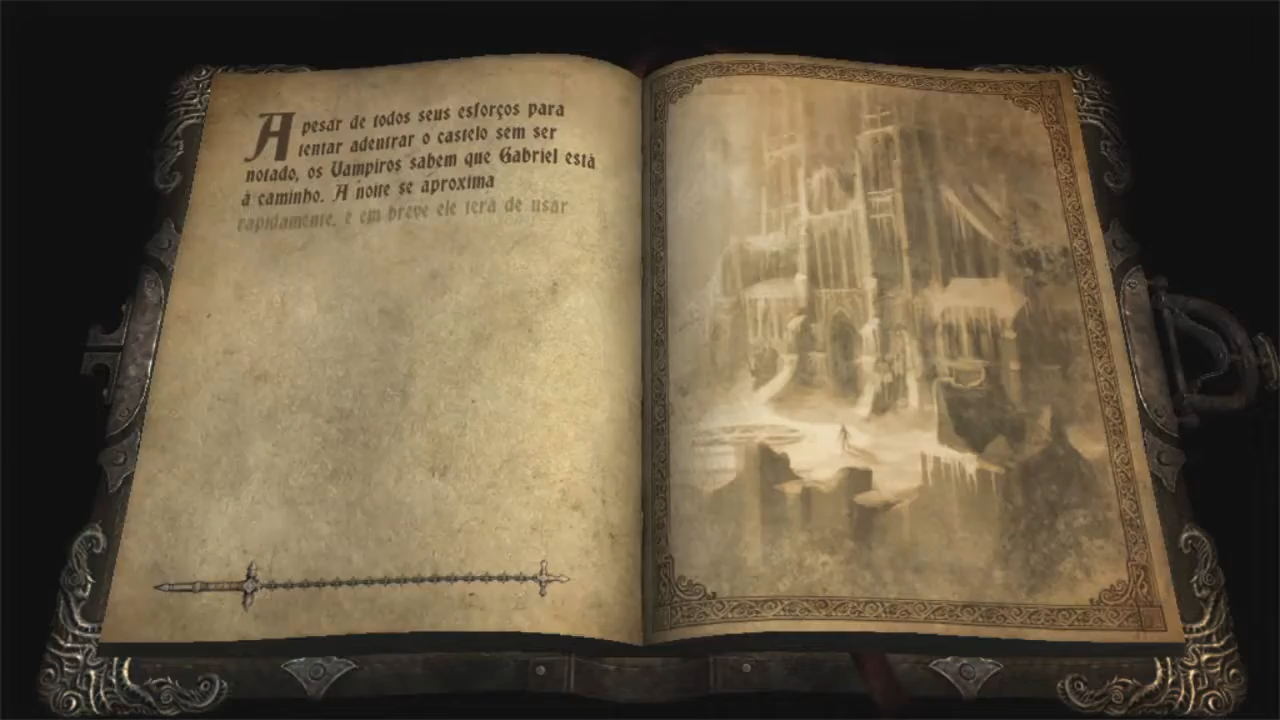 Apesar de todos seus esforços para
tentar adentrar o castelo sem ser
notado, os Vampiros sabem que Gabriel está
à caminho. A noite se aproxima
rapidamente, e em breve ele terá de usar